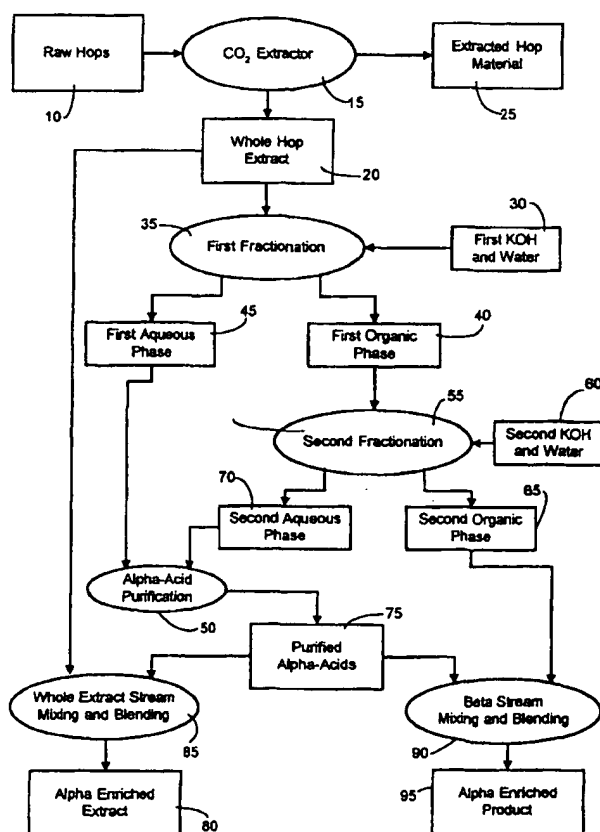 Raw Hops
10
CO2 Extractor
15
Extracted Hop
Material
25
Whole Hop
Extract
20
35
First Fractionation
30
First KOH
and Water
45
First Aqueous
Phase
40
First Organic
Phase
55
Second Fractionation
60
Second KOH
and Water
70
Second Aqueous
Phase
65
Second Organic
Phase
Alpha-Acid
Purification
50
75
Purified
Alpha-Acids
Whole Extract Stream
Mixing and Blending
85
Beta Stream
Mixing and Blending
90
Alpha Enriched
Extract
80
95
Alpha Enriched
Product